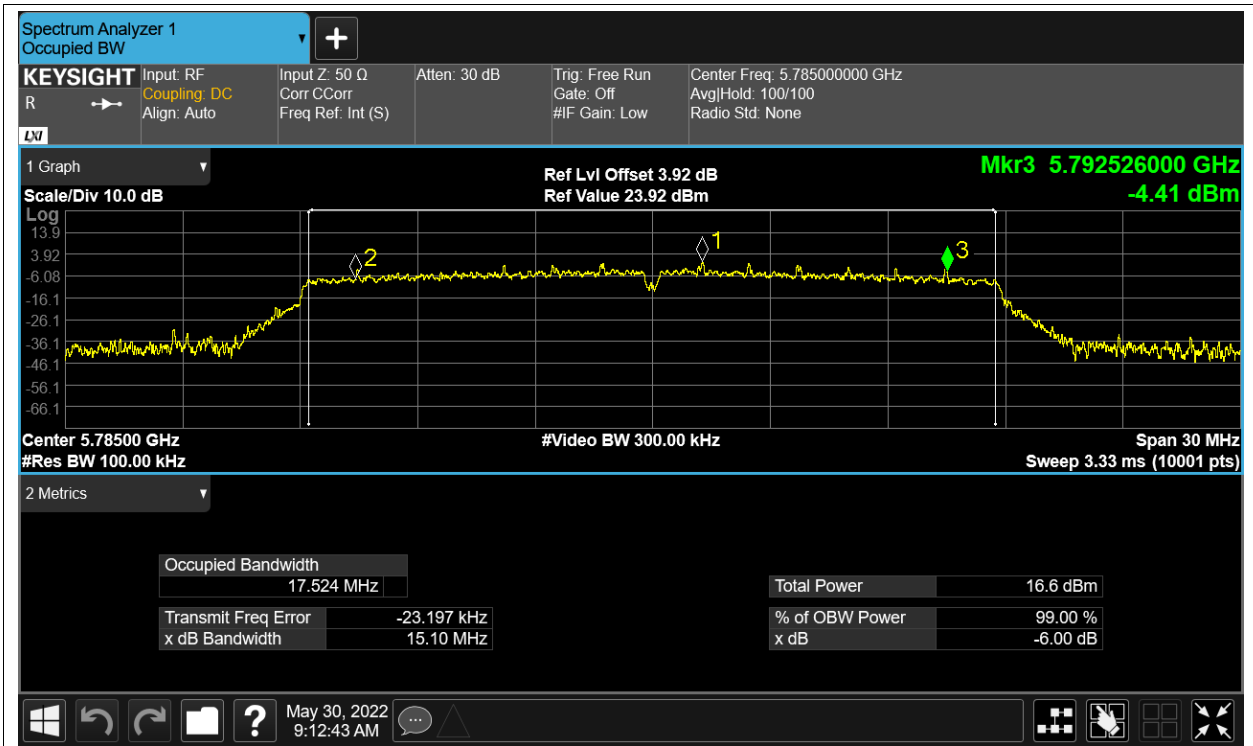 Spectrum Analyzer 1
Occupied BW
KEYSIGHT
R
LXI
Input: RF
Coupling: DC
Align: Auto
Input Z: 50 Ω
Corr CCorr
Freq Ref: Int (S)
Atten: 30 dB
Trig: Free Run
Gate: Off
#IF Gain: Low
Center Freq: 5.785000000 GHz
Avg|Hold: 100/100
Radio Std: None
1 Graph
Scale/Div 10.0 dB
Ref Lvl Offset 3.92 dB
Ref Value 23.92 dBm
Mkr3 5.792526000 GHz
-4.41 dBm
Log
13.9
3.92
-6.08
-16.1
-26.1
-36.1
-46.1
-56.1
-66.1
2
1
3
Center 5.78500 GHz
#Res BW 100.00 kHz
#Video BW 300.00 kHz
Span 30 MHz
Sweep 3.33 ms (10001 pts)
2 Metrics
Occupied Bandwidth
17.524 MHz
Transmit Freq Error -23.197 kHz
x dB Bandwidth 15.10 MHz
Total Power 16.6 dBm
% of OBW Power 99.00 %
x dB -6.00 dB
?
May 30, 2022
9:12:43 AM